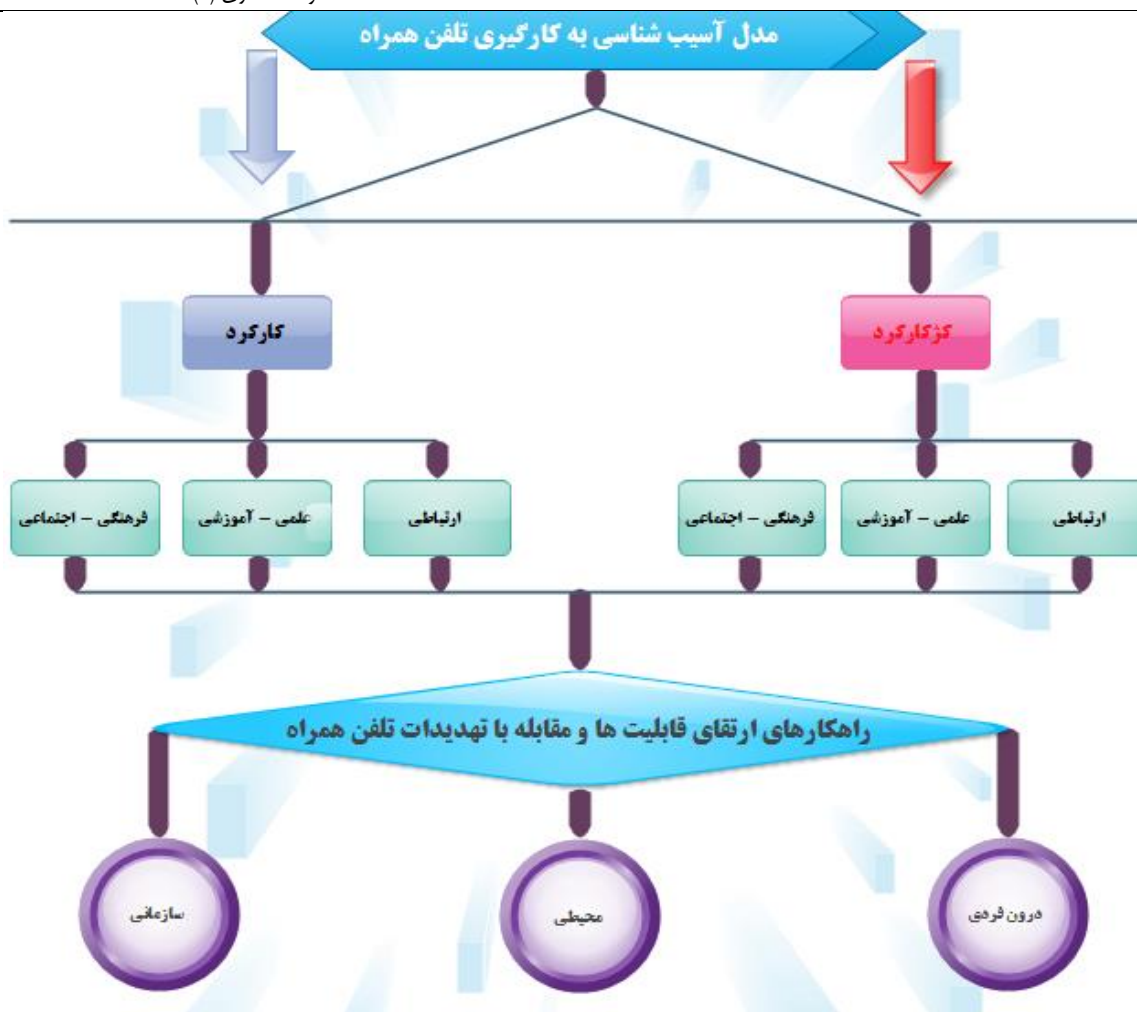 مدل آسیب شناسی به کارگیری تلفن همراه
کژکارکرد
کارکرد
ارتباطی
علمی – آموزشی
فرهنگی – اجتماعی
ارتباطی
علمی – آموزشی
فرهنگی – اجتماعی
راهکارهای ارتقای قابلیت ها و مقابله با تهدیدات تلفن همراه
درون فردی
محیطی
سازمانی